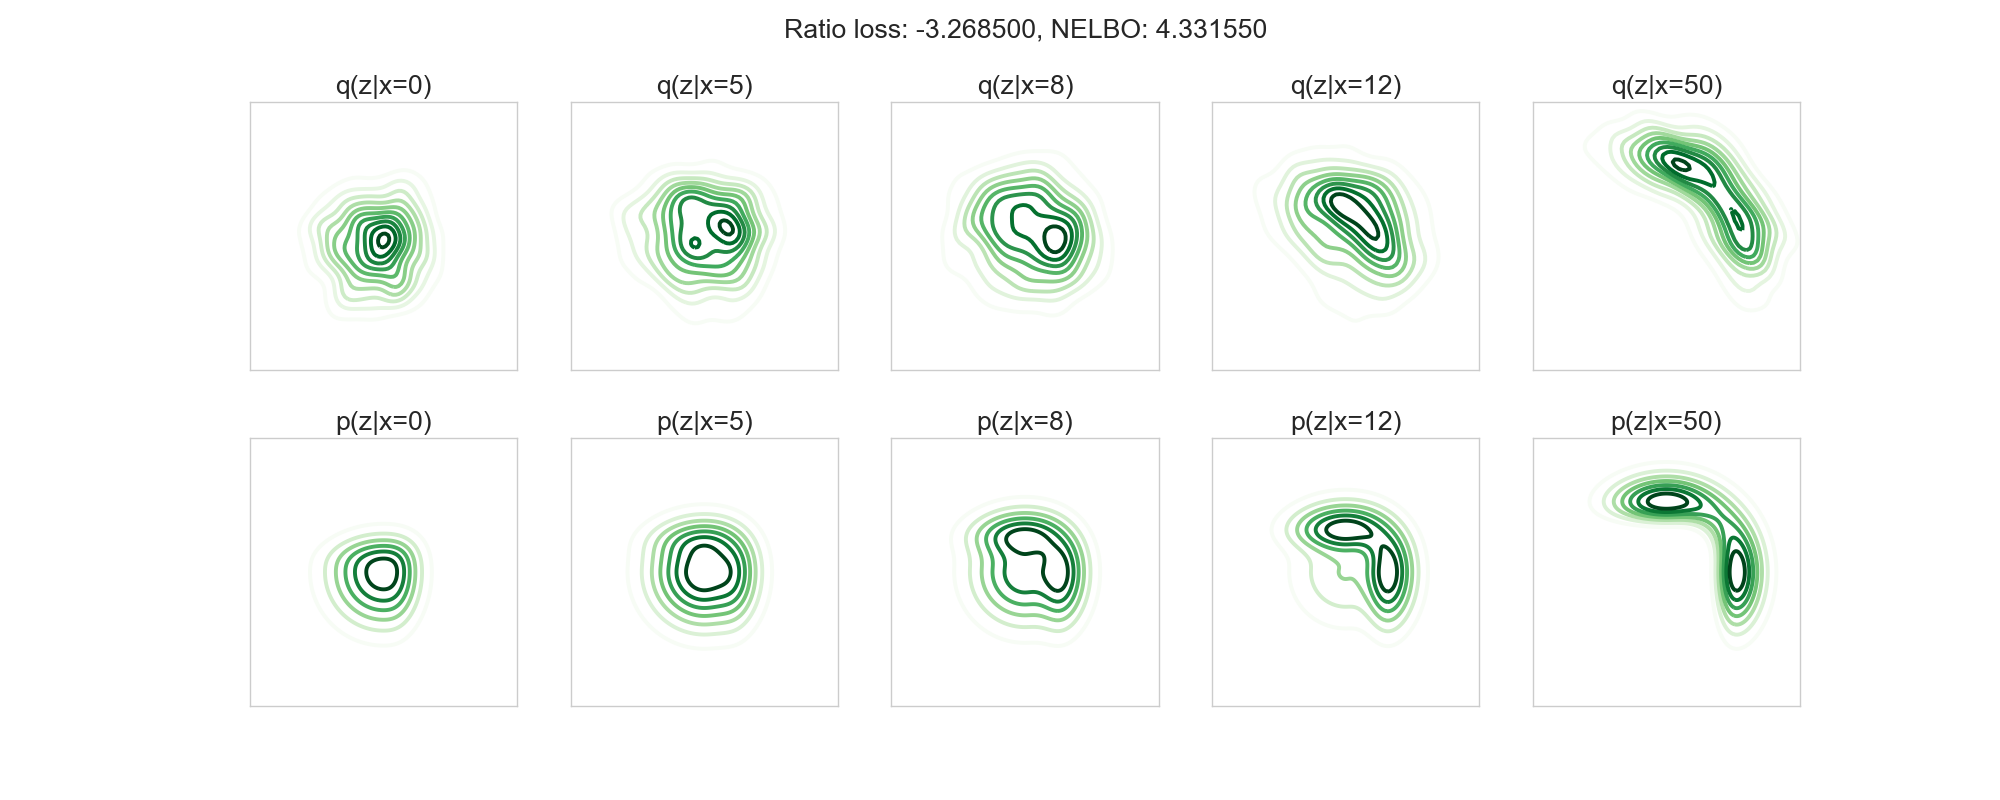 Ratio loss: -3.268500, NELBO: 4.331550
q(z|x=0) q(z|x=5) q(z|x=8) q(z|x=12) q(z|x=50)
p(z|x=0) p(z|x=5) p(z|x=8) p(z|x=12) p(z|x=50)